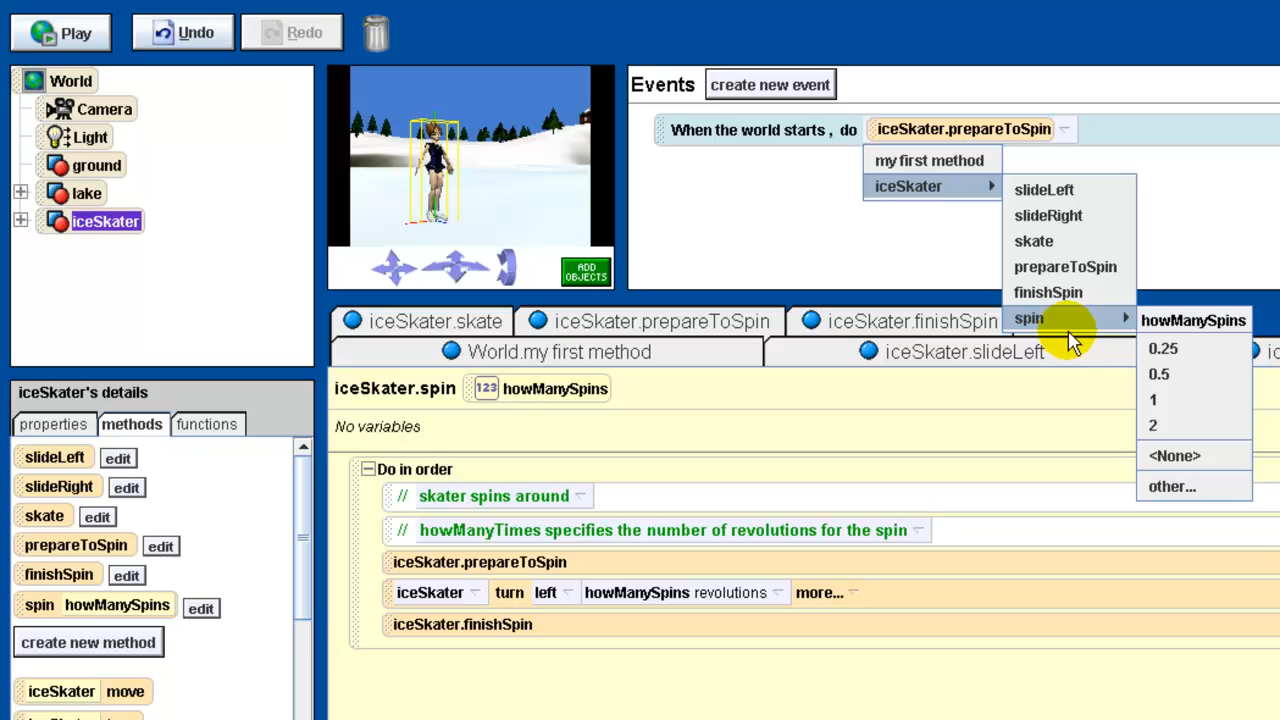 Play
Undo
Redo
World
Camera
Light
ground
lake
iceSkater
ADD
OBJECTS
Events create new event
When the world starts , do iceSkater.prepareToSpin
my first method
iceSkater
slideLeft
slideRight
skate
prepareToSpin
finishSpin
spin
howManySpins
0.25
0.5
1
2
<None>
other...
iceSkater.skate
iceSkater.prepareToSpin
iceSkater.finishSpin
World.my first method
iceSkater.slideLeft
iceSkater's details
properties methods functions
slideLeft edit
slideRight edit
skate edit
prepareToSpin edit
finishSpin edit
spin howManySpins edit
create new method
iceSkater move
iceSkater.spin 123 howManySpins
No variables
Do in order
// skater spins around
// howManyTimes specifies the number of revolutions for the spin
iceSkater.prepareToSpin
iceSkater turn left howManySpins revolutions more...
iceSkater.finishSpin